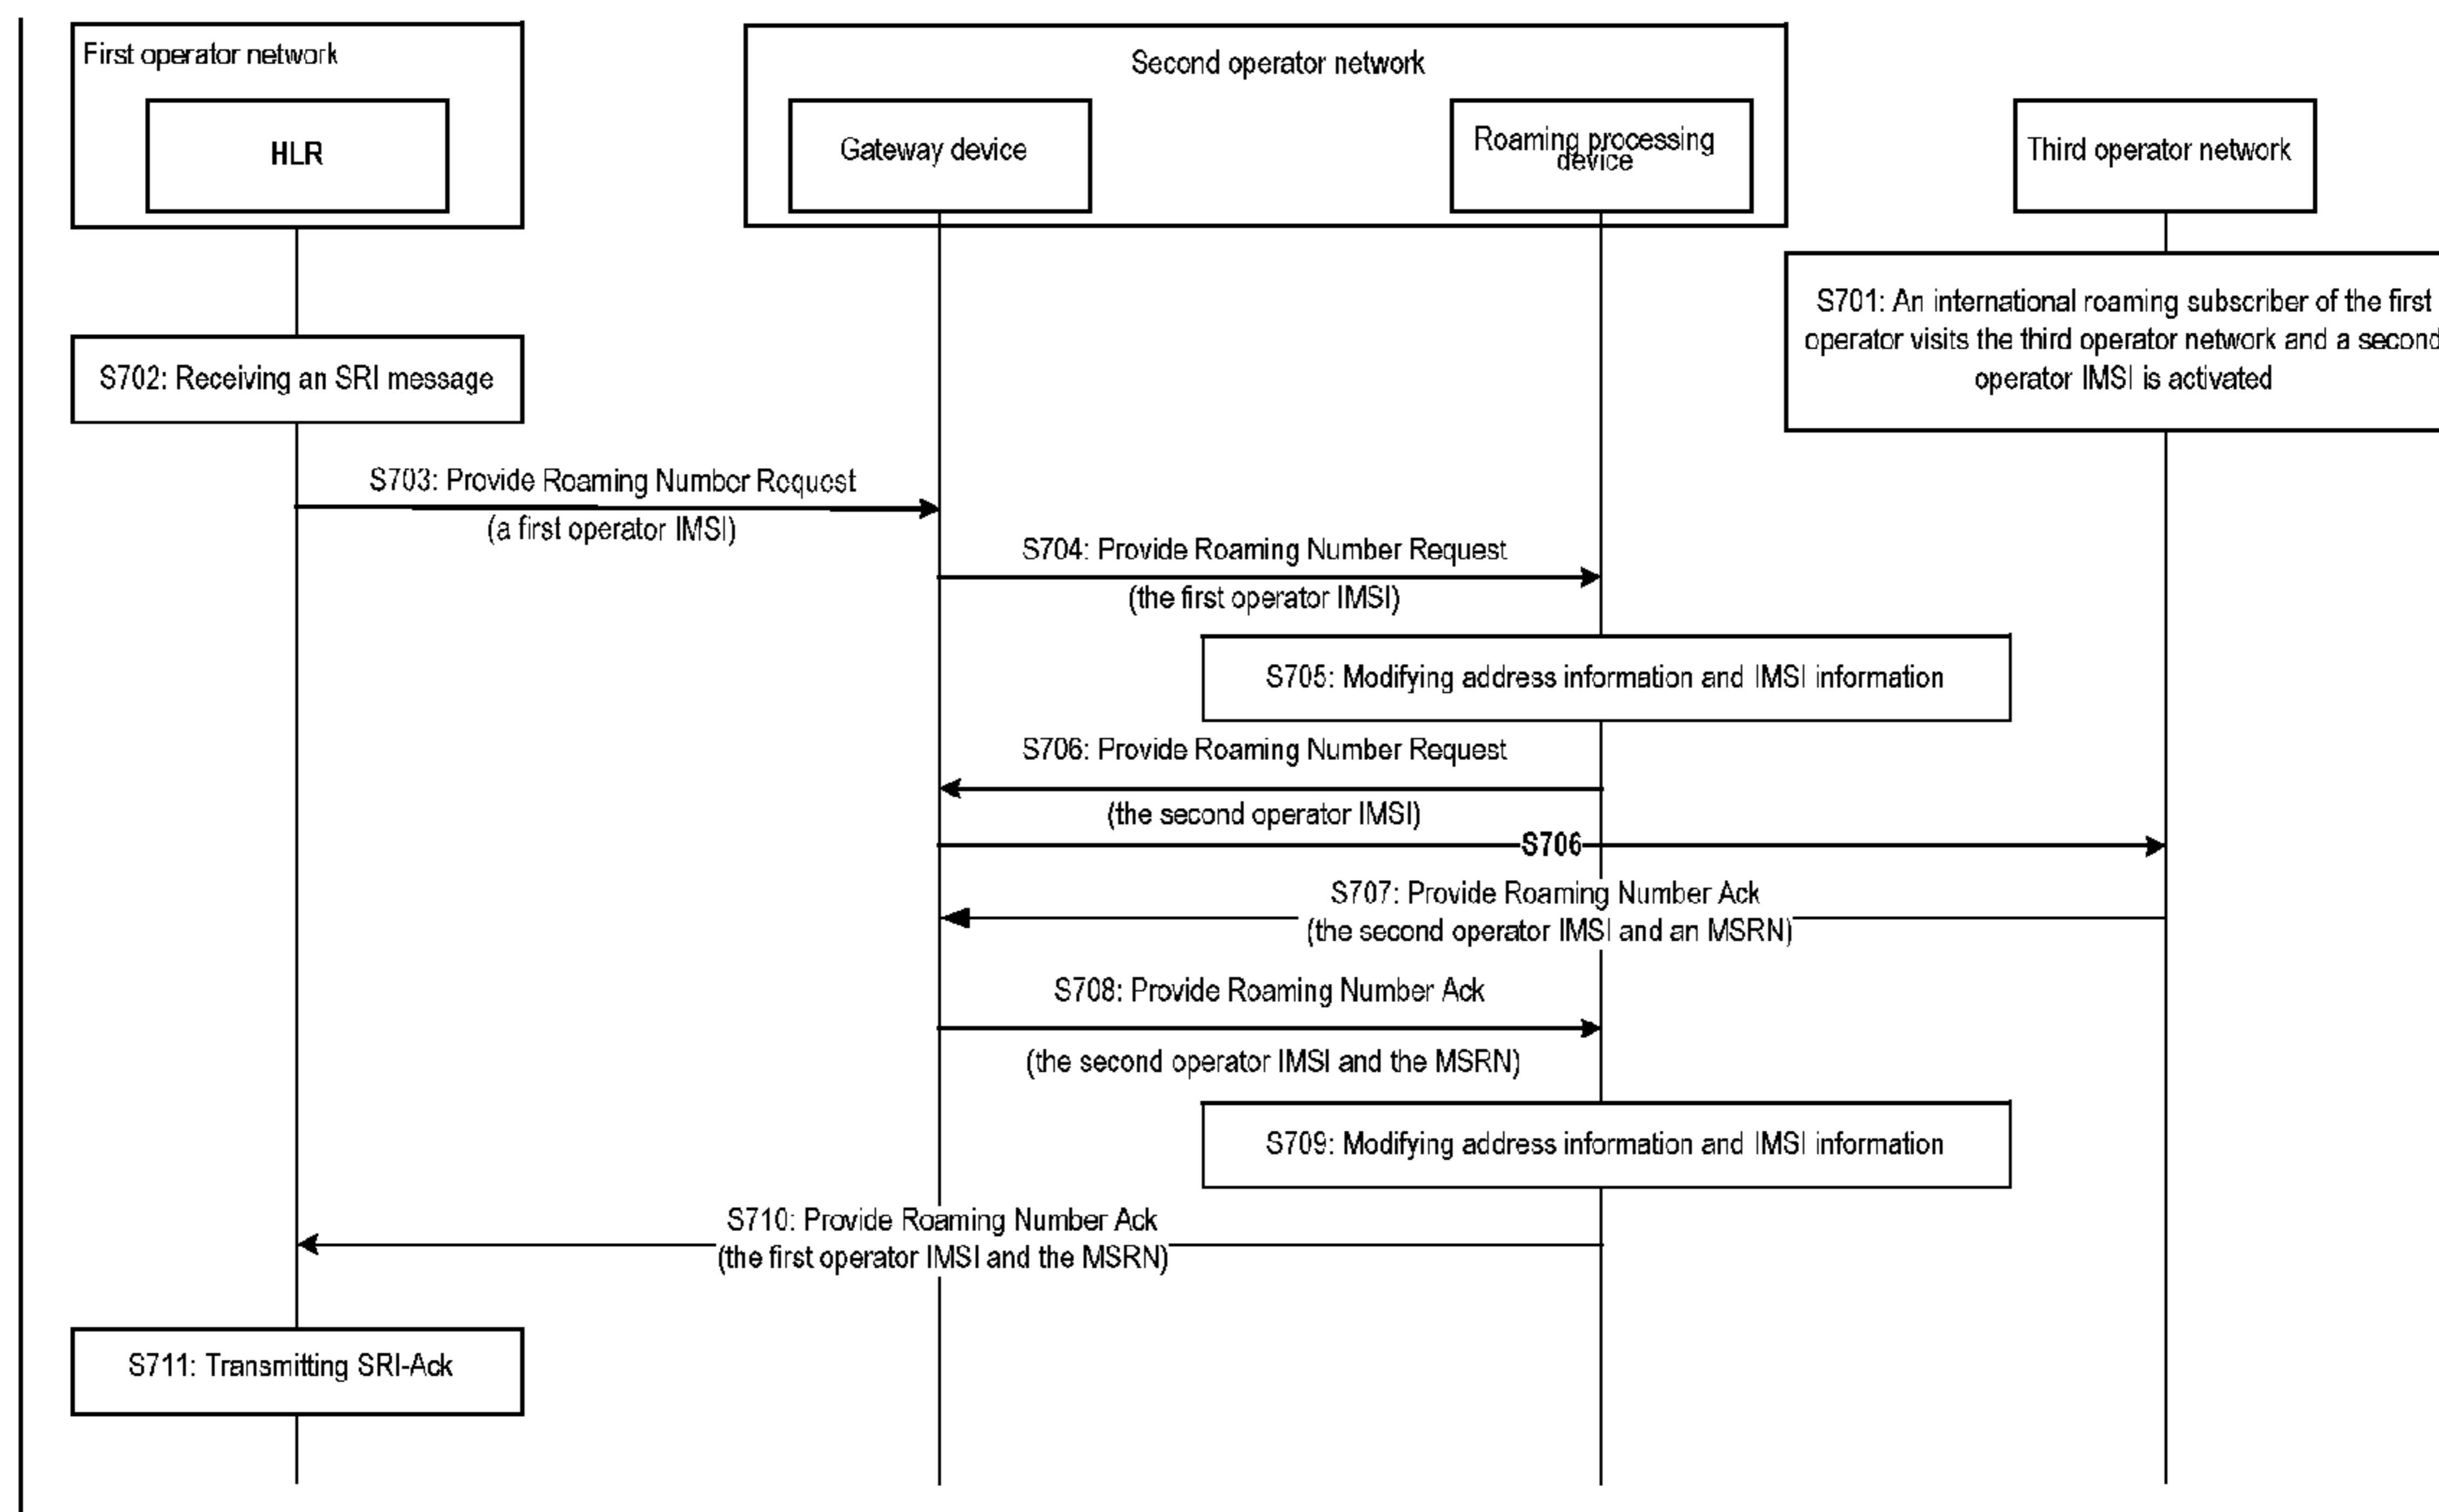 First operator network
HLR
Second operator network
Gateway device
Roaming processing
device
Third operator network
S701: An international roaming subscriber of the first
operator visits the third operator network and a second
operator IMSI is activated
S702: Receiving an SRI message
S703: Provide Roaming Number Request
(a first operator IMSI)
S704: Provide Roaming Number Request
(the first operator IMSI)
S705: Modifying address information and IMSI information
S706: Provide Roaming Number Request
(the second operator IMSI)
S706
S707: Provide Roaming Number Ack
(the second operator IMSI and an MSRN)
S708: Provide Roaming Number Ack
(the second operator IMSI and the MSRN)
S709: Modifying address information and IMSI information
S710: Provide Roaming Number Ack
(the first operator IMSI and the MSRN)
S711: Transmitting SRI-Ack